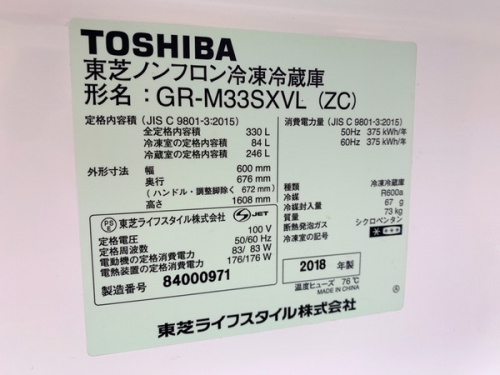 TOSHIBA
東芝ノンフロン冷凍冷蔵庫
形名：GR-M33SXVL (ZC)
定格内容積 (JIS C 9801-3:2015)
全定格内容積 330 L
冷凍室の定格内容積 84 L
冷蔵室の定格内容積 246 L
外形寸法 幅 600 mm
奥行 676 mm
(ハンドル・調整脚除く 672 mm)
高さ 1608 mm
消費電力量 (JIS C 9801-3:2015)
50Hz 375 kWh/年
60Hz 375 kWh/年
種類 冷凍冷蔵庫
冷媒 R600a
冷媒封入量 67 g
質量 73 kg
断熱発泡ガス シクロペンタン
冷凍室の記号
PS E 東芝ライフスタイル株式会社 JET
定格電圧 100 V
定格周波数 50/60 Hz
電動機の定格消費電力 83/ 83 W
電熱装置の定格消費電力 176/176 W
製造番号 84000971
2018 年製
温度ヒューズ 76℃
MADE IN CHINA
東芝ライフスタイル株式会社
Ⓐ